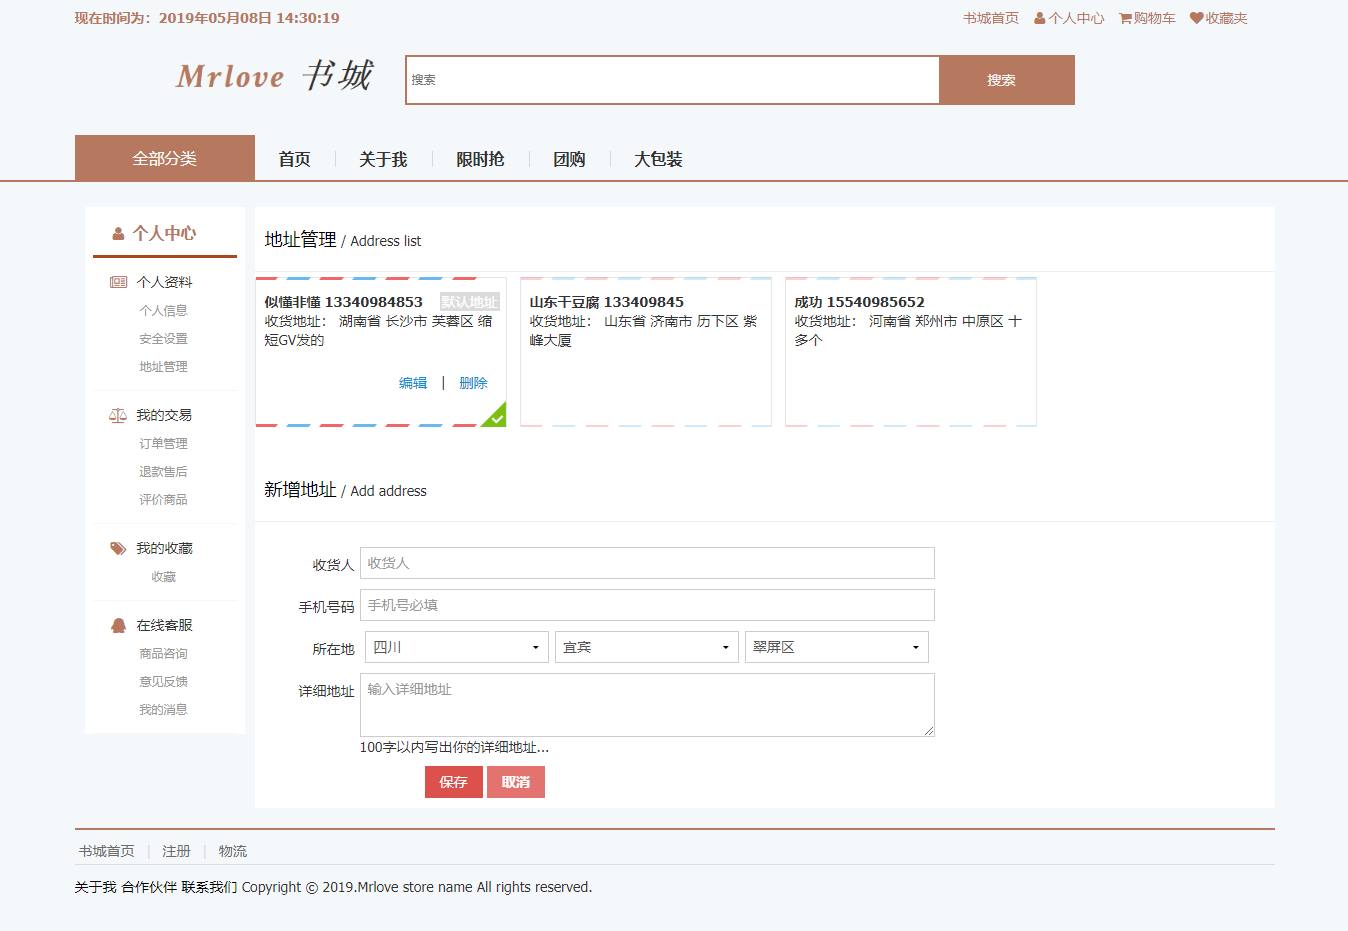 现在时间为：2019年05月08日 14:30:19
书城首页 个人中心 购物车 收藏夹
Mrlove 书城
搜索 搜索
全部分类 首页 关于我 限时抢 团购 大包装
个人中心
个人资料
个人信息
安全设置
地址管理
我的交易
订单管理
退款售后
评价商品
我的收藏
收藏
在线客服
商品咨询
意见反馈
我的消息
地址管理 / Address list
似懂非懂 13340984853 默认地址
收货地址： 湖南省 长沙市 芙蓉区 缩
短GV发的
编辑 | 删除
山东干豆腐 133409845
收货地址： 山东省 济南市 历下区 紫
峰大厦
成功 15540985652
收货地址： 河南省 郑州市 中原区 十
多个
新增地址 / Add address
收货人 收货人
手机号码 手机号必填
所在地 四川 宜宾 翠屏区
详细地址 输入详细地址
100字以内写出你的详细地址...
保存 取消
书城首页 | 注册 | 物流
关于我 合作伙伴 联系我们 Copyright © 2019.Mrlove store name All rights reserved.